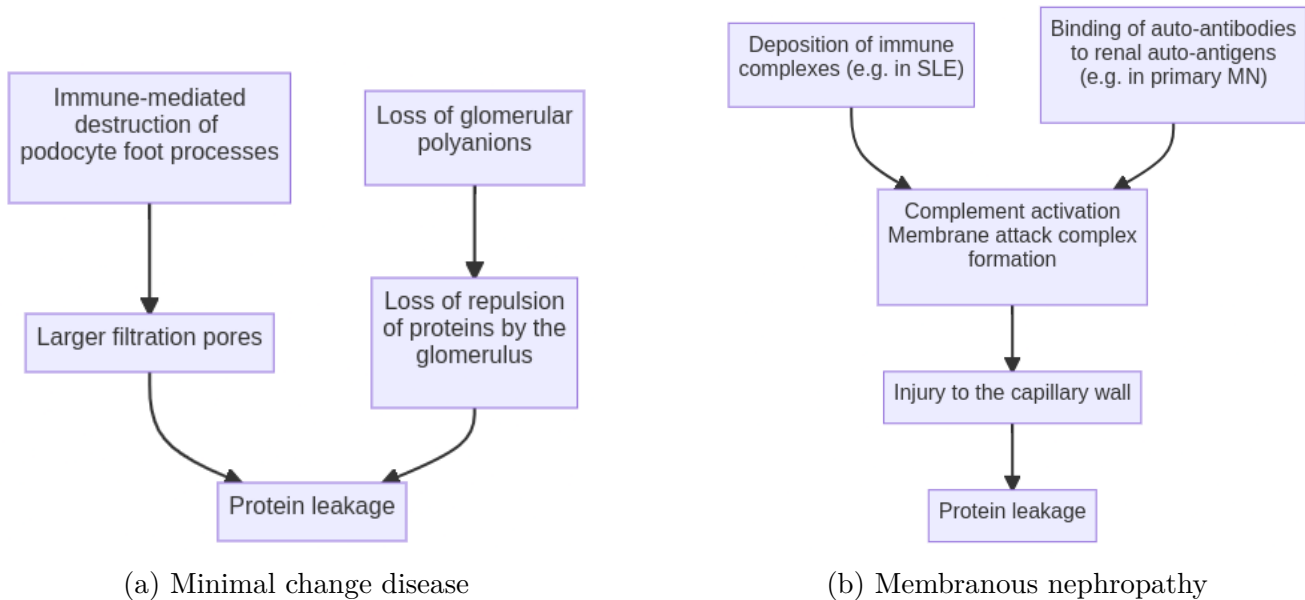 Immune-mediated
destruction of
podocyte foot processes
Loss of glomerular
polyanions
Larger filtration pores
Loss of repulsion
of proteins by the
glomerulus
Protein leakage
(a) Minimal change disease
Deposition of immune
complexes (e.g. in SLE)
Binding of auto-antibodies
to renal auto-antigens
(e.g. in primary MN)
Complement activation
Membrane attack complex
formation
Injury to the capillary wall
Protein leakage
(b) Membranous nephropathy